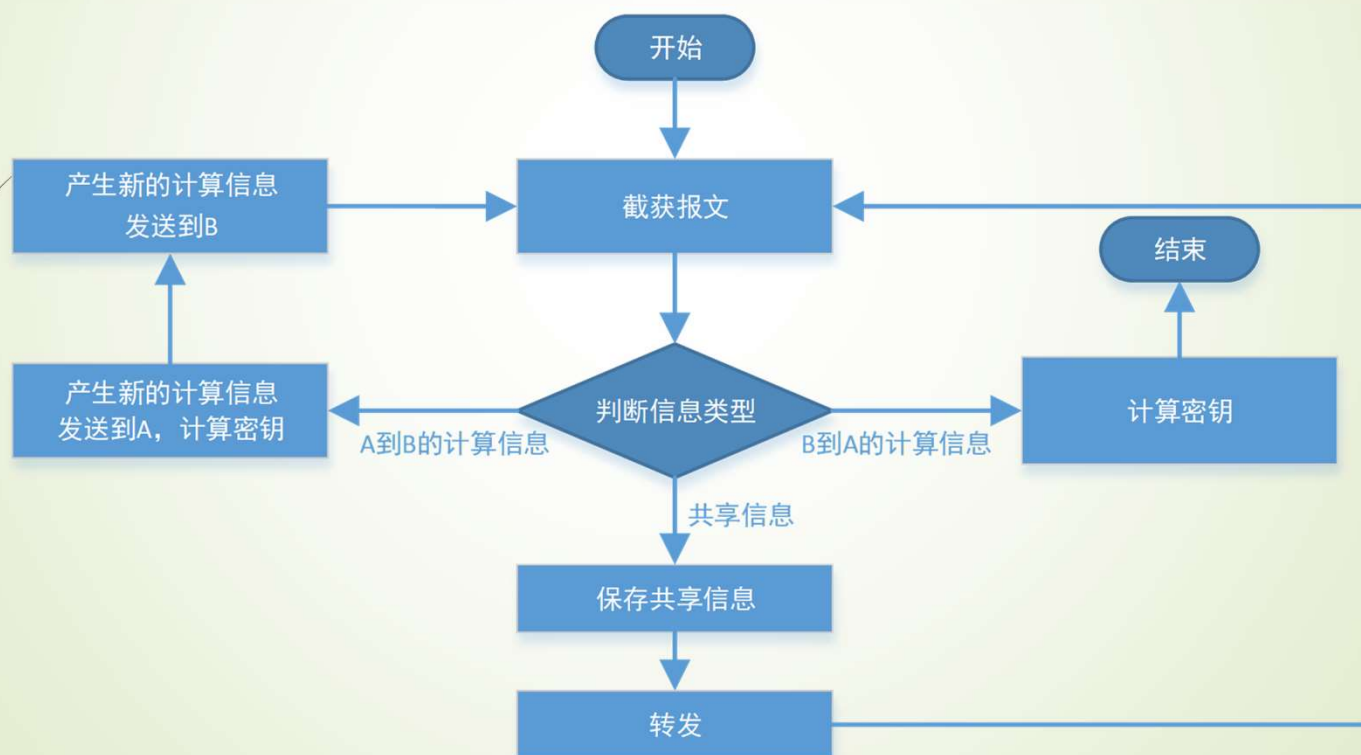 开始
产生新的计算信息
发送到B
截获报文
结束
产生新的计算信息
发送到A，计算密钥
A到B的计算信息
判断信息类型
B到A的计算信息
计算密钥
共享信息
保存共享信息
转发